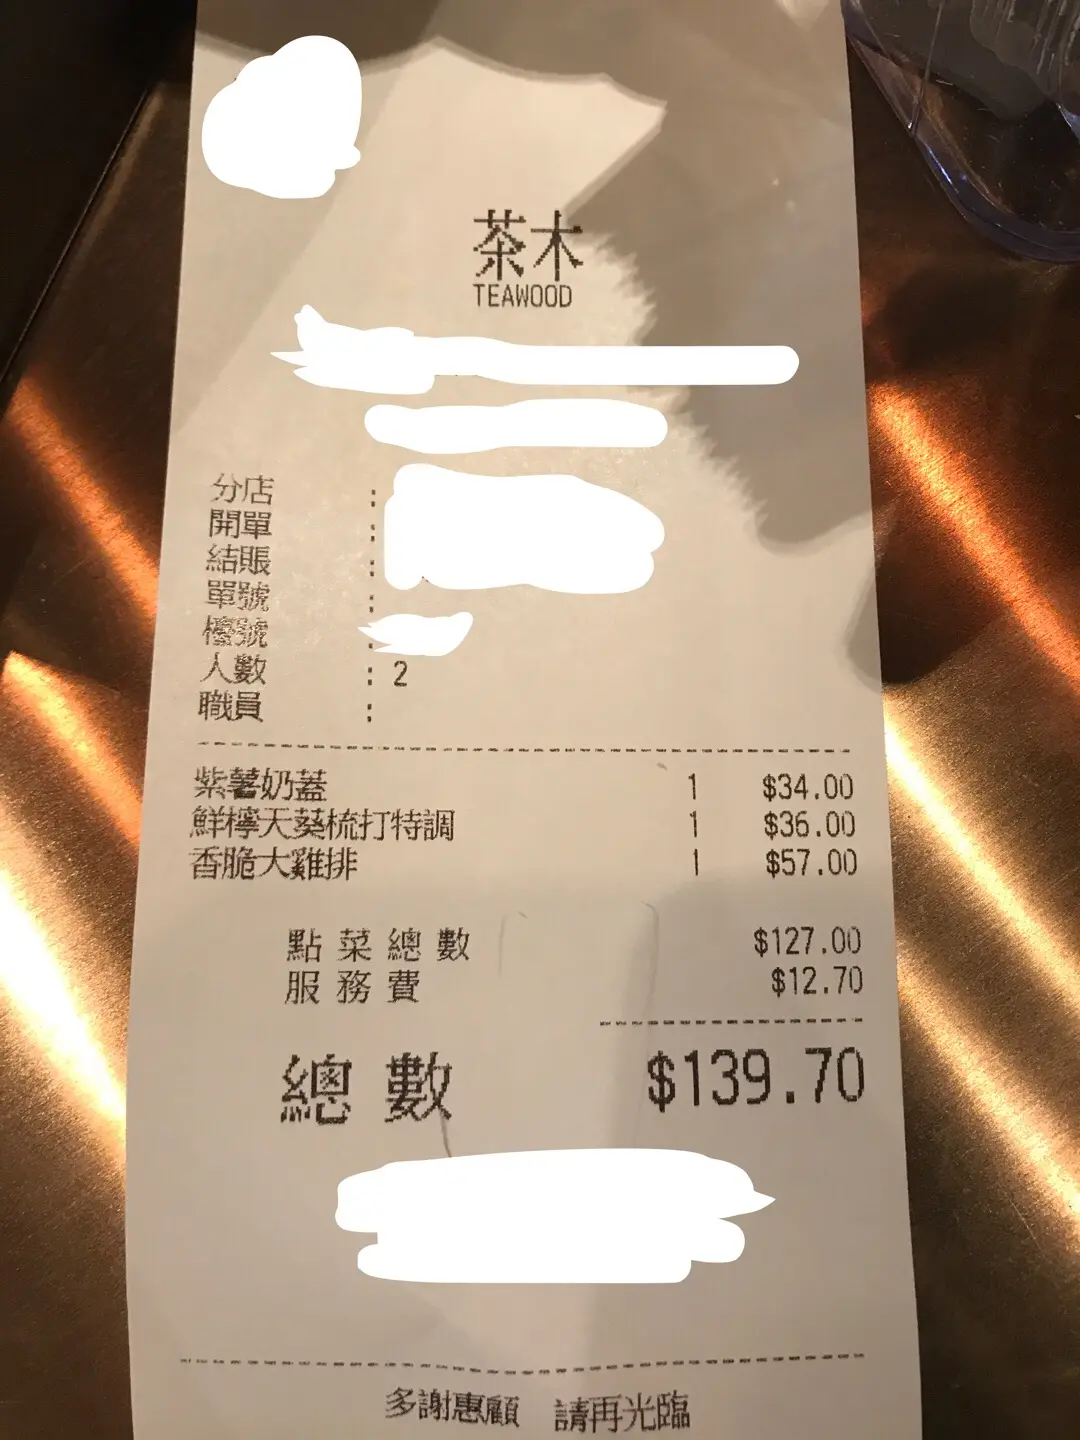 茶木
TEAWOOD
分店 :
開單 :
結賬 :
單號 :
檯號 :
人數 : 2
職員 :
紫薯奶蓋 1 $34.00
鮮檸天葵梳打特調 1 $36.00
香脆大雞排 1 $57.00
點菜總數 $127.00
服務費 $12.70
總數 $139.70
多謝惠顧 請再光臨